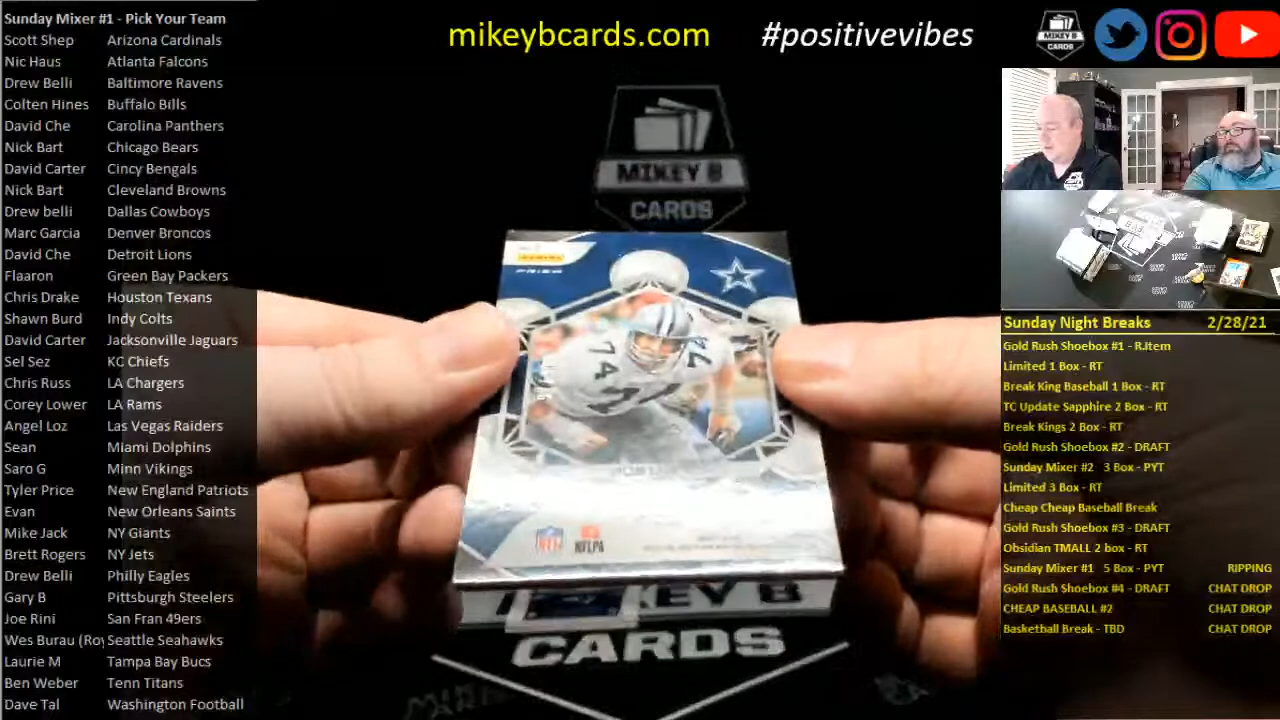 Sunday Mixer #1 - Pick Your Team
Scott Shep Arizona Cardinals
Nic Haus Atlanta Falcons
Drew Belli Baltimore Ravens
Colten Hines Buffalo Bills
David Che Carolina Panthers
Nick Bart Chicago Bears
David Carter Cincy Bengals
Nick Bart Cleveland Browns
Drew belli Dallas Cowboys
Marc Garcia Denver Broncos
David Che Detroit Lions
Flaaron Green Bay Packers
Chris Drake Houston Texans
Shawn Burd Indy Colts
David Carter Jacksonville Jaguars
Sel Sez KC Chiefs
Chris Russ LA Chargers
Corey Lower LA Rams
Angel Loz Las Vegas Raiders
Sean Miami Dolphins
Saro G Minn Vikings
Tyler Price New England Patriots
Evan New Orleans Saints
Mike Jack NY Giants
Brett Rogers NY Jets
Drew Belli Philly Eagles
Gary B Pittsburgh Steelers
Joe Rini San Fran 49ers
Wes Burau (Roy Seattle Seahawks
Laurie M Tampa Bay Bucs
Ben Weber Tenn Titans
Dave Tal Washington Football
mikeybcards.com #positivevibes
MIKEY B
CARDS
MIKEY B
CARDS
PANINI
PRIZM
74
NFL
NFLPA
KEY B
CARDS
Sunday Night Breaks 2/28/21
Gold Rush Shoebox #1 - R.Item
Limited 1 Box - RT
Break King Baseball 1 Box - RT
TC Update Sapphire 2 Box - RT
Break Kings 2 Box - RT
Gold Rush Shoebox #2 - DRAFT
Sunday Mixer #2 3 Box - PYT
Limited 3 Box - RT
Cheap Cheap Baseball Break
Gold Rush Shoebox #3 - DRAFT
Obsidian TMALL 2 box - RT
Sunday Mixer #1 5 Box - PYT RIPPING
Gold Rush Shoebox #4 - DRAFT CHAT DROP
CHEAP BASEBALL #2 CHAT DROP
Basketball Break - TBD CHAT DROP